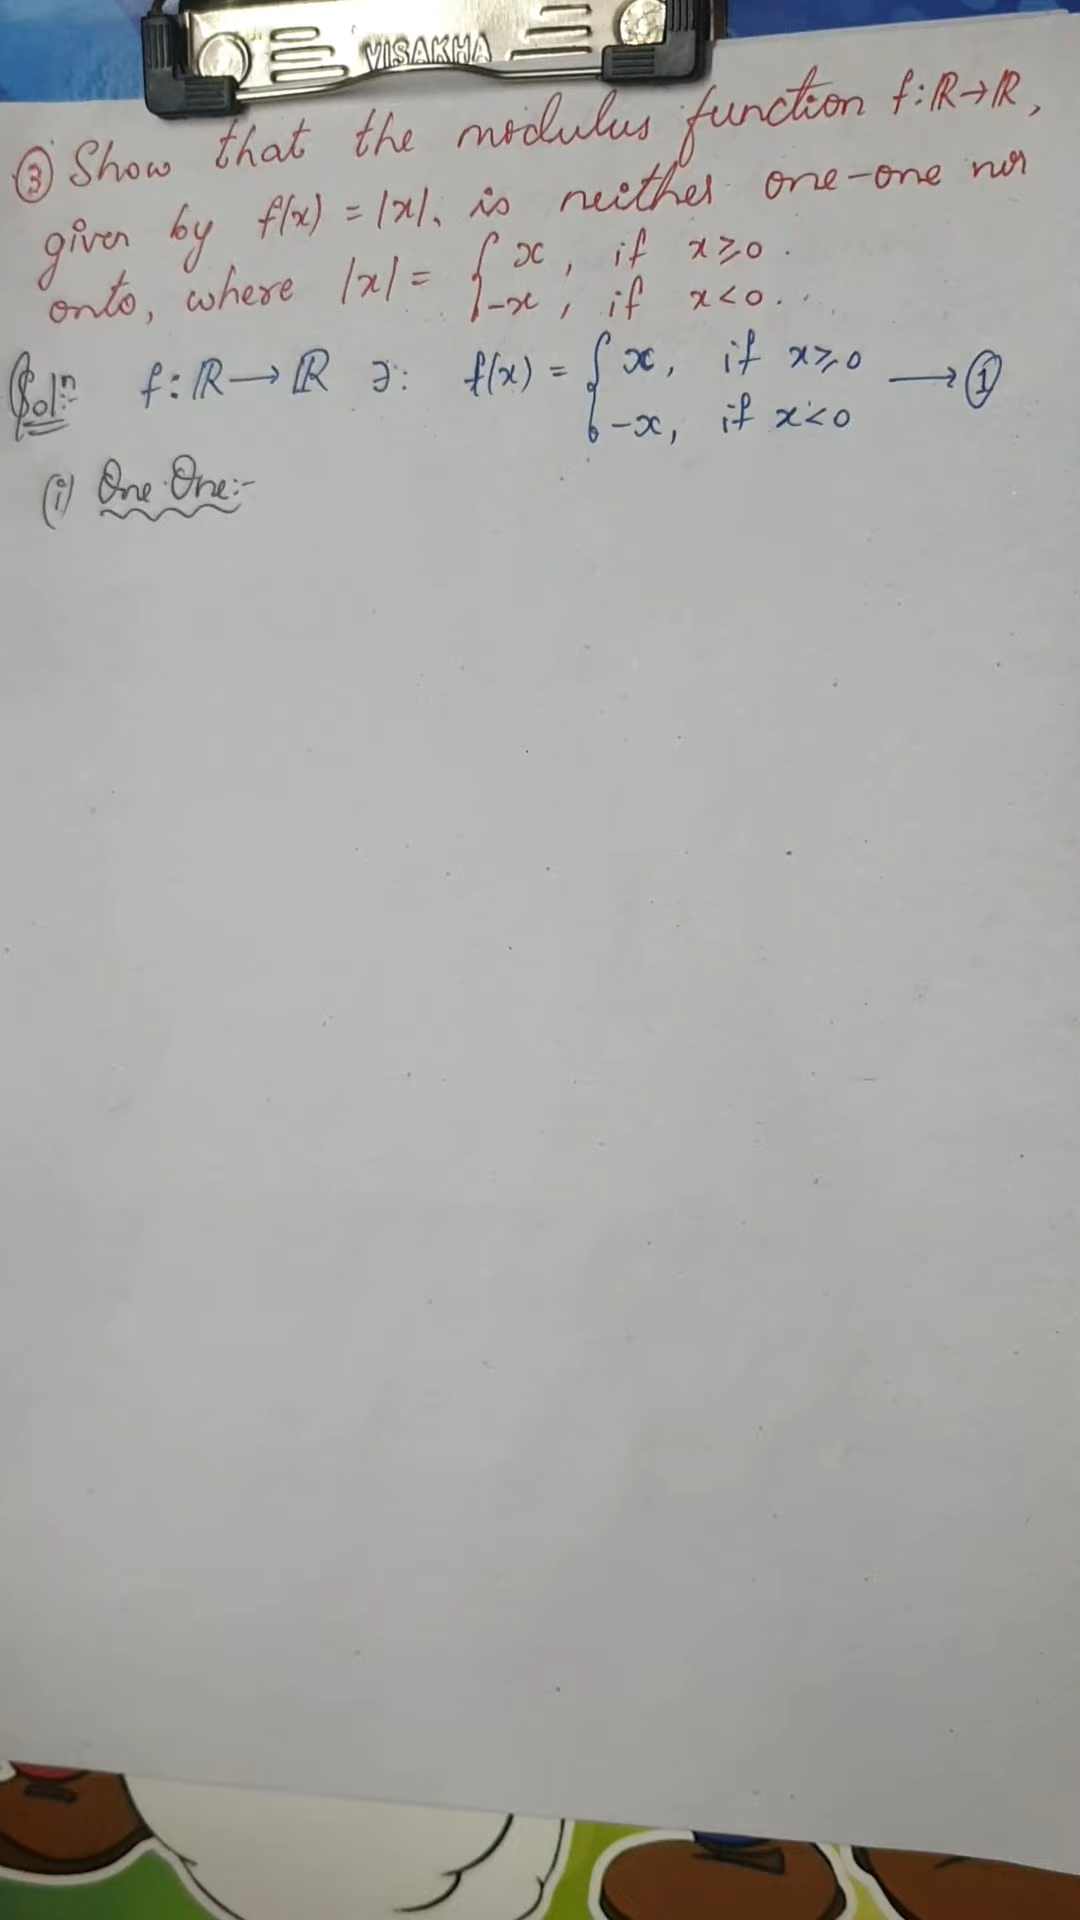 VISAKHA
③ Show that the modulus function f:ℝ→ℝ,
given by f(x) = |x|, is neither one-one nor
onto, where |x| = { x, if x ≥ 0.
-x, if x < 0.
Solⁿ:- f: ℝ → ℝ ∋: f(x) = { x, if x ≥ 0 → ①
-x, if x < 0
(i) One-One:-